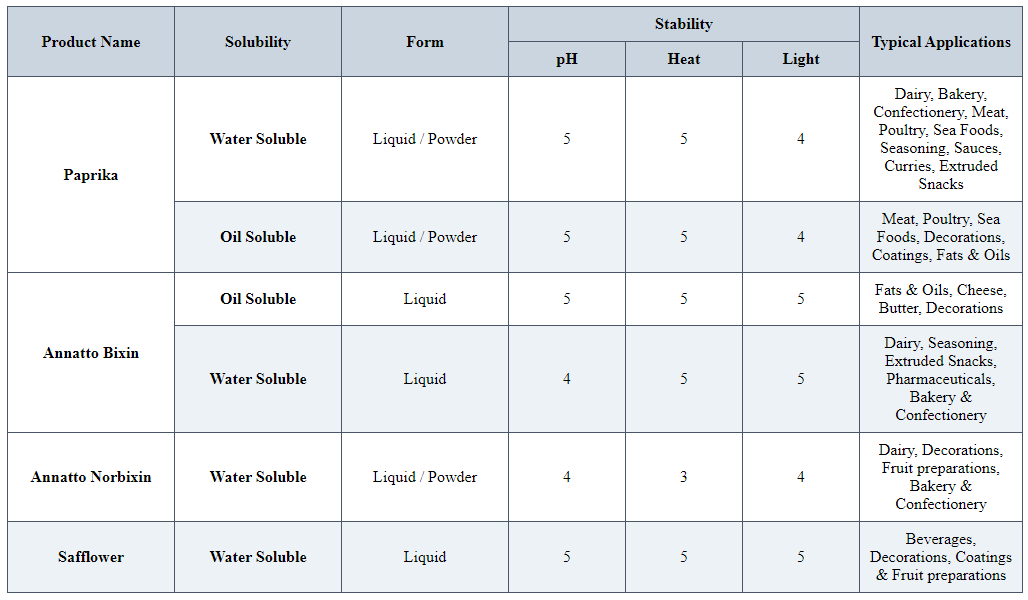 Product Name
Solubility
Form
Stability
pH
Heat
Light
Typical Applications
Paprika
Water Soluble
Liquid / Powder
5
5
4
Dairy, Bakery,
Confectionery, Meat,
Poultry, Sea Foods,
Seasoning, Sauces,
Curries, Extruded
Snacks
Oil Soluble
Liquid / Powder
5
5
4
Meat, Poultry, Sea
Foods, Decorations,
Coatings, Fats & Oils
Annatto Bixin
Oil Soluble
Liquid
5
5
5
Fats & Oils, Cheese,
Butter, Decorations
Water Soluble
Liquid
4
5
5
Dairy, Seasoning,
Extruded Snacks,
Pharmaceuticals,
Bakery &
Confectionery
Annatto Norbixin
Water Soluble
Liquid / Powder
4
3
4
Dairy, Decorations,
Fruit preparations,
Bakery &
Confectionery
Safflower
Water Soluble
Liquid
5
5
5
Beverages,
Decorations, Coatings
& Fruit preparations